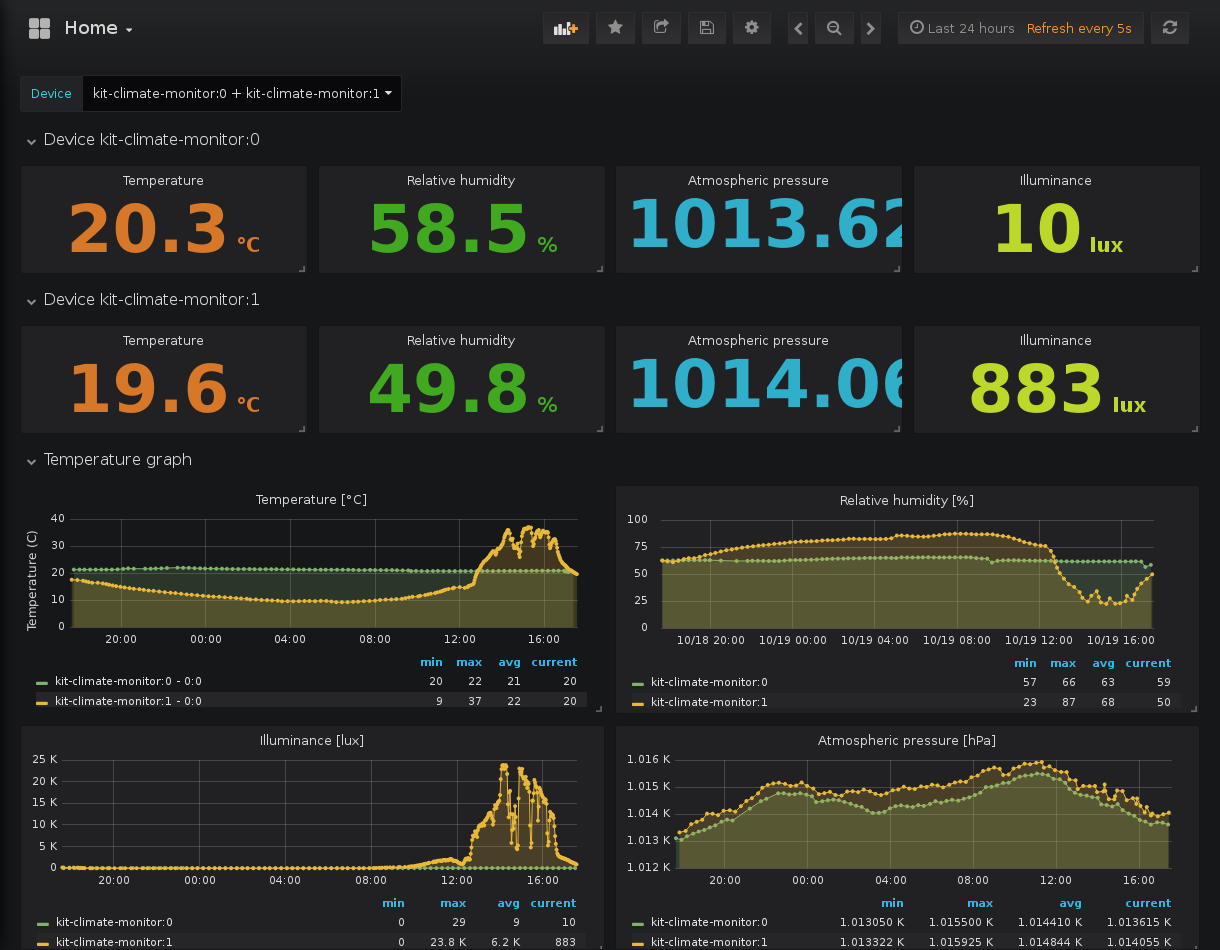 Home
Last 24 hours Refresh every 5s
Device kit-climate-monitor:0 + kit-climate-monitor:1
Device kit-climate-monitor:0
Temperature Relative humidity Atmospheric pressure Illuminance
20.3 °C 58.5 % 1013.62 10 lux
Device kit-climate-monitor:1
Temperature Relative humidity Atmospheric pressure Illuminance
19.6 °C 49.8 % 1014.06 883 lux
Temperature graph
Temperature [°C]
Temperature (C)
40
30
20
10
0
20:00 00:00 04:00 08:00 12:00 16:00
min max avg current
kit-climate-monitor:0 - 0:0 20 22 21 20
kit-climate-monitor:1 - 0:0 9 37 22 20
Relative humidity [%]
100
75
50
25
0
10/18 20:00 10/19 00:00 10/19 04:00 10/19 08:00 10/19 12:00 10/19 16:00
min max avg current
kit-climate-monitor:0 57 66 63 59
kit-climate-monitor:1 23 87 68 50
Illuminance [lux]
25 K
20 K
15 K
10 K
5 K
0
20:00 00:00 04:00 08:00 12:00 16:00
min max avg current
kit-climate-monitor:0 0 29 9 10
kit-climate-monitor:1 0 23.8 K 6.2 K 883
Atmospheric pressure [hPa]
1.016 K
1.015 K
1.014 K
1.013 K
1.012 K
20:00 00:00 04:00 08:00 12:00 16:00
min max avg current
kit-climate-monitor:0 1.013050 K 1.015500 K 1.014410 K 1.013615 K
kit-climate-monitor:1 1.013322 K 1.015925 K 1.014844 K 1.014055 K